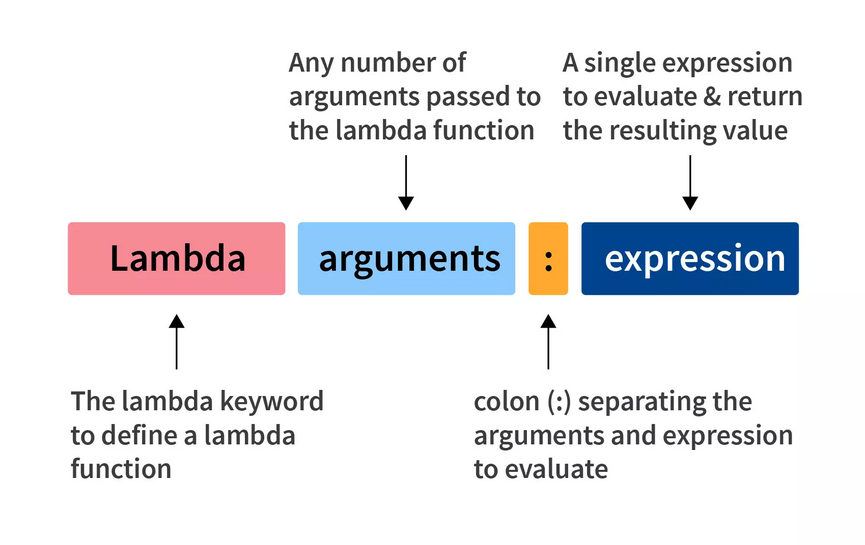 Any number of
arguments passed to
the lambda function
A single expression
to evaluate & return
the resulting value
Lambda arguments : expression
The lambda keyword
to define a lambda
function
colon (:) separating the
arguments and expression
to evaluate